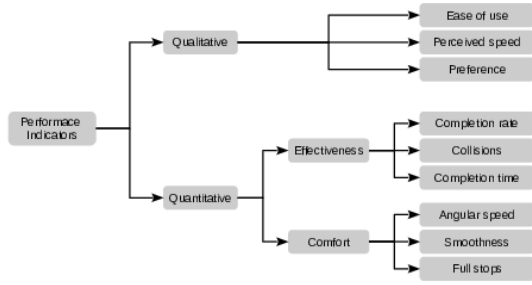 Performace
Indicators
Qualitative
Ease of use
Perceived speed
Preference
Quantitative
Effectiveness
Completion rate
Collisions
Completion time
Comfort
Angular speed
Smoothness
Full stops